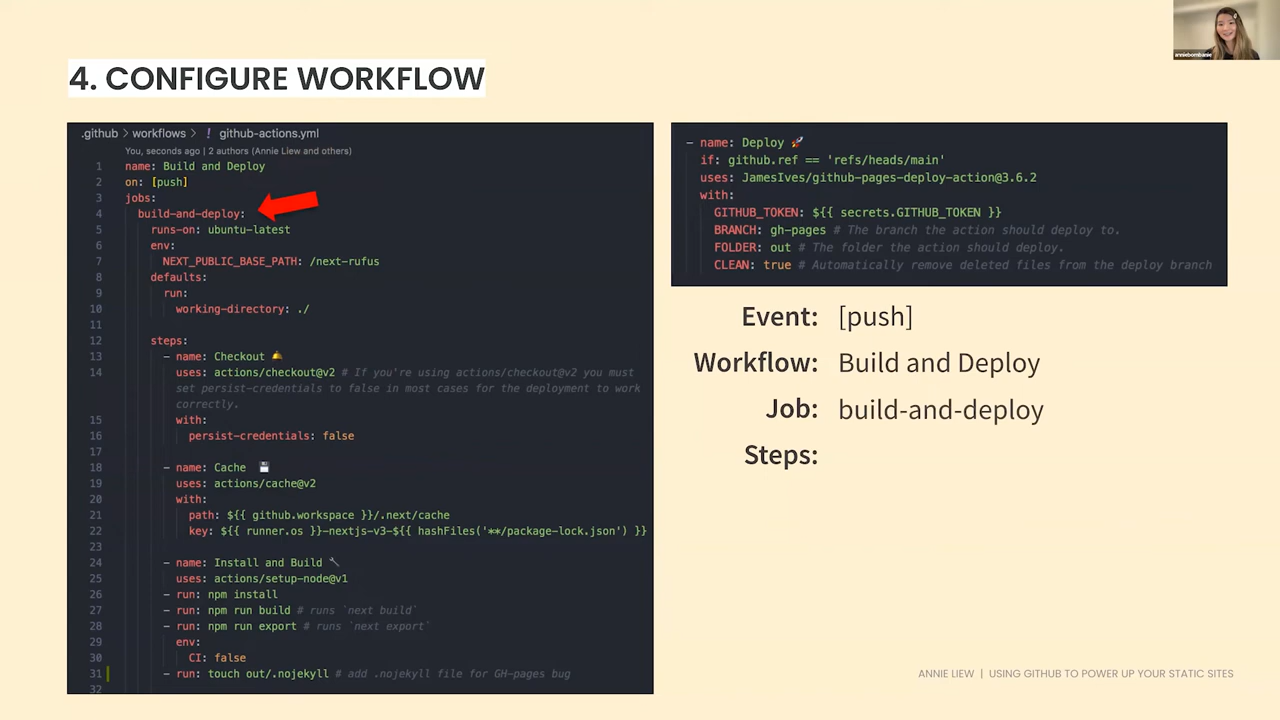 anniebombanie
4. CONFIGURE WORKFLOW
.github > workflows > ! github-actions.yml
You, seconds ago | 2 authors (Annie Liew and others)
1 name: Build and Deploy
2 on: [push]
3 jobs:
4 build-and-deploy:
5 runs-on: ubuntu-latest
6 env:
7 NEXT_PUBLIC_BASE_PATH: /next-rufus
8 defaults:
9 run:
10 working-directory: ./
11
12 steps:
13 - name: Checkout 🛎️
14 uses: actions/checkout@v2 # If you're using actions/checkout@v2 you must
set persist-credentials to false in most cases for the deployment to work
correctly.
15 with:
16 persist-credentials: false
17
18 - name: Cache 💾
19 uses: actions/cache@v2
20 with:
21 path: ${{ github.workspace }}/.next/cache
22 key: ${{ runner.os }}-nextjs-v3-${{ hashFiles('**/package-lock.json') }}
23
24 - name: Install and Build 🔧
25 uses: actions/setup-node@v1
26 - run: npm install
27 - run: npm run build # runs `next build`
28 - run: npm run export # runs `next export`
29 env:
30 CI: false
31 - run: touch out/.nojekyll # add .nojekyll file for GH-pages bug
32
- name: Deploy 🚀
if: github.ref == 'refs/heads/main'
uses: JamesIves/github-pages-deploy-action@3.6.2
with:
GITHUB_TOKEN: ${{ secrets.GITHUB_TOKEN }}
BRANCH: gh-pages # The branch the action should deploy to.
FOLDER: out # The folder the action should deploy.
CLEAN: true # Automatically remove deleted files from the deploy branch
Event: [push]
Workflow: Build and Deploy
Job: build-and-deploy
Steps:
ANNIE LIEW | USING GITHUB TO POWER UP YOUR STATIC SITES